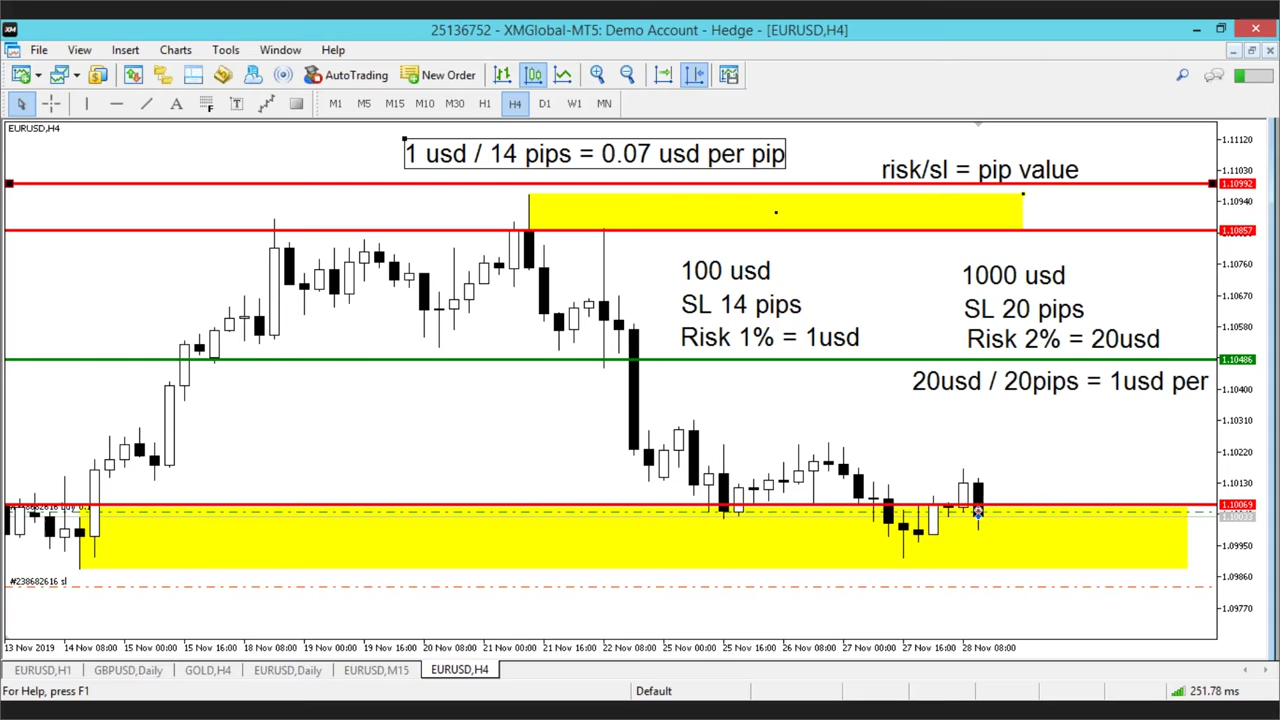 25136752 - XMGlobal-MT5: Demo Account - Hedge - [EURUSD,H4]
XM
File View Insert Charts Tools Window Help
AutoTrading New Order
M1 M5 M15 M10 M30 H1 H4 D1 W1 MN
EURUSD,H4
1 usd / 14 pips = 0.07 usd per pip
risk/sl = pip value
1.11120
1.11030
1.10992
1.10940
1.10857
100 usd
SL 14 pips
Risk 1% = 1usd
1000 usd
SL 20 pips
Risk 2% = 20usd
20usd / 20pips = 1usd per
1.10760
1.10670
1.10580
1.10486
1.10400
1.10310
1.10220
1.10130
1.10069
1.09950
#238682616 sl
1.09860
1.09770
13 Nov 2019 14 Nov 08:00 15 Nov 00:00 15 Nov 16:00 18 Nov 08:00 19 Nov 00:00 19 Nov 16:00 20 Nov 08:00 21 Nov 00:00 21 Nov 16:00 22 Nov 08:00 25 Nov 00:00 25 Nov 16:00 26 Nov 08:00 27 Nov 00:00 27 Nov 16:00 28 Nov 08:00
EURUSD,H1 GBPUSD,Daily GOLD,H4 EURUSD,Daily EURUSD,M15 EURUSD,H4
For Help, press F1 Default 251.78 ms